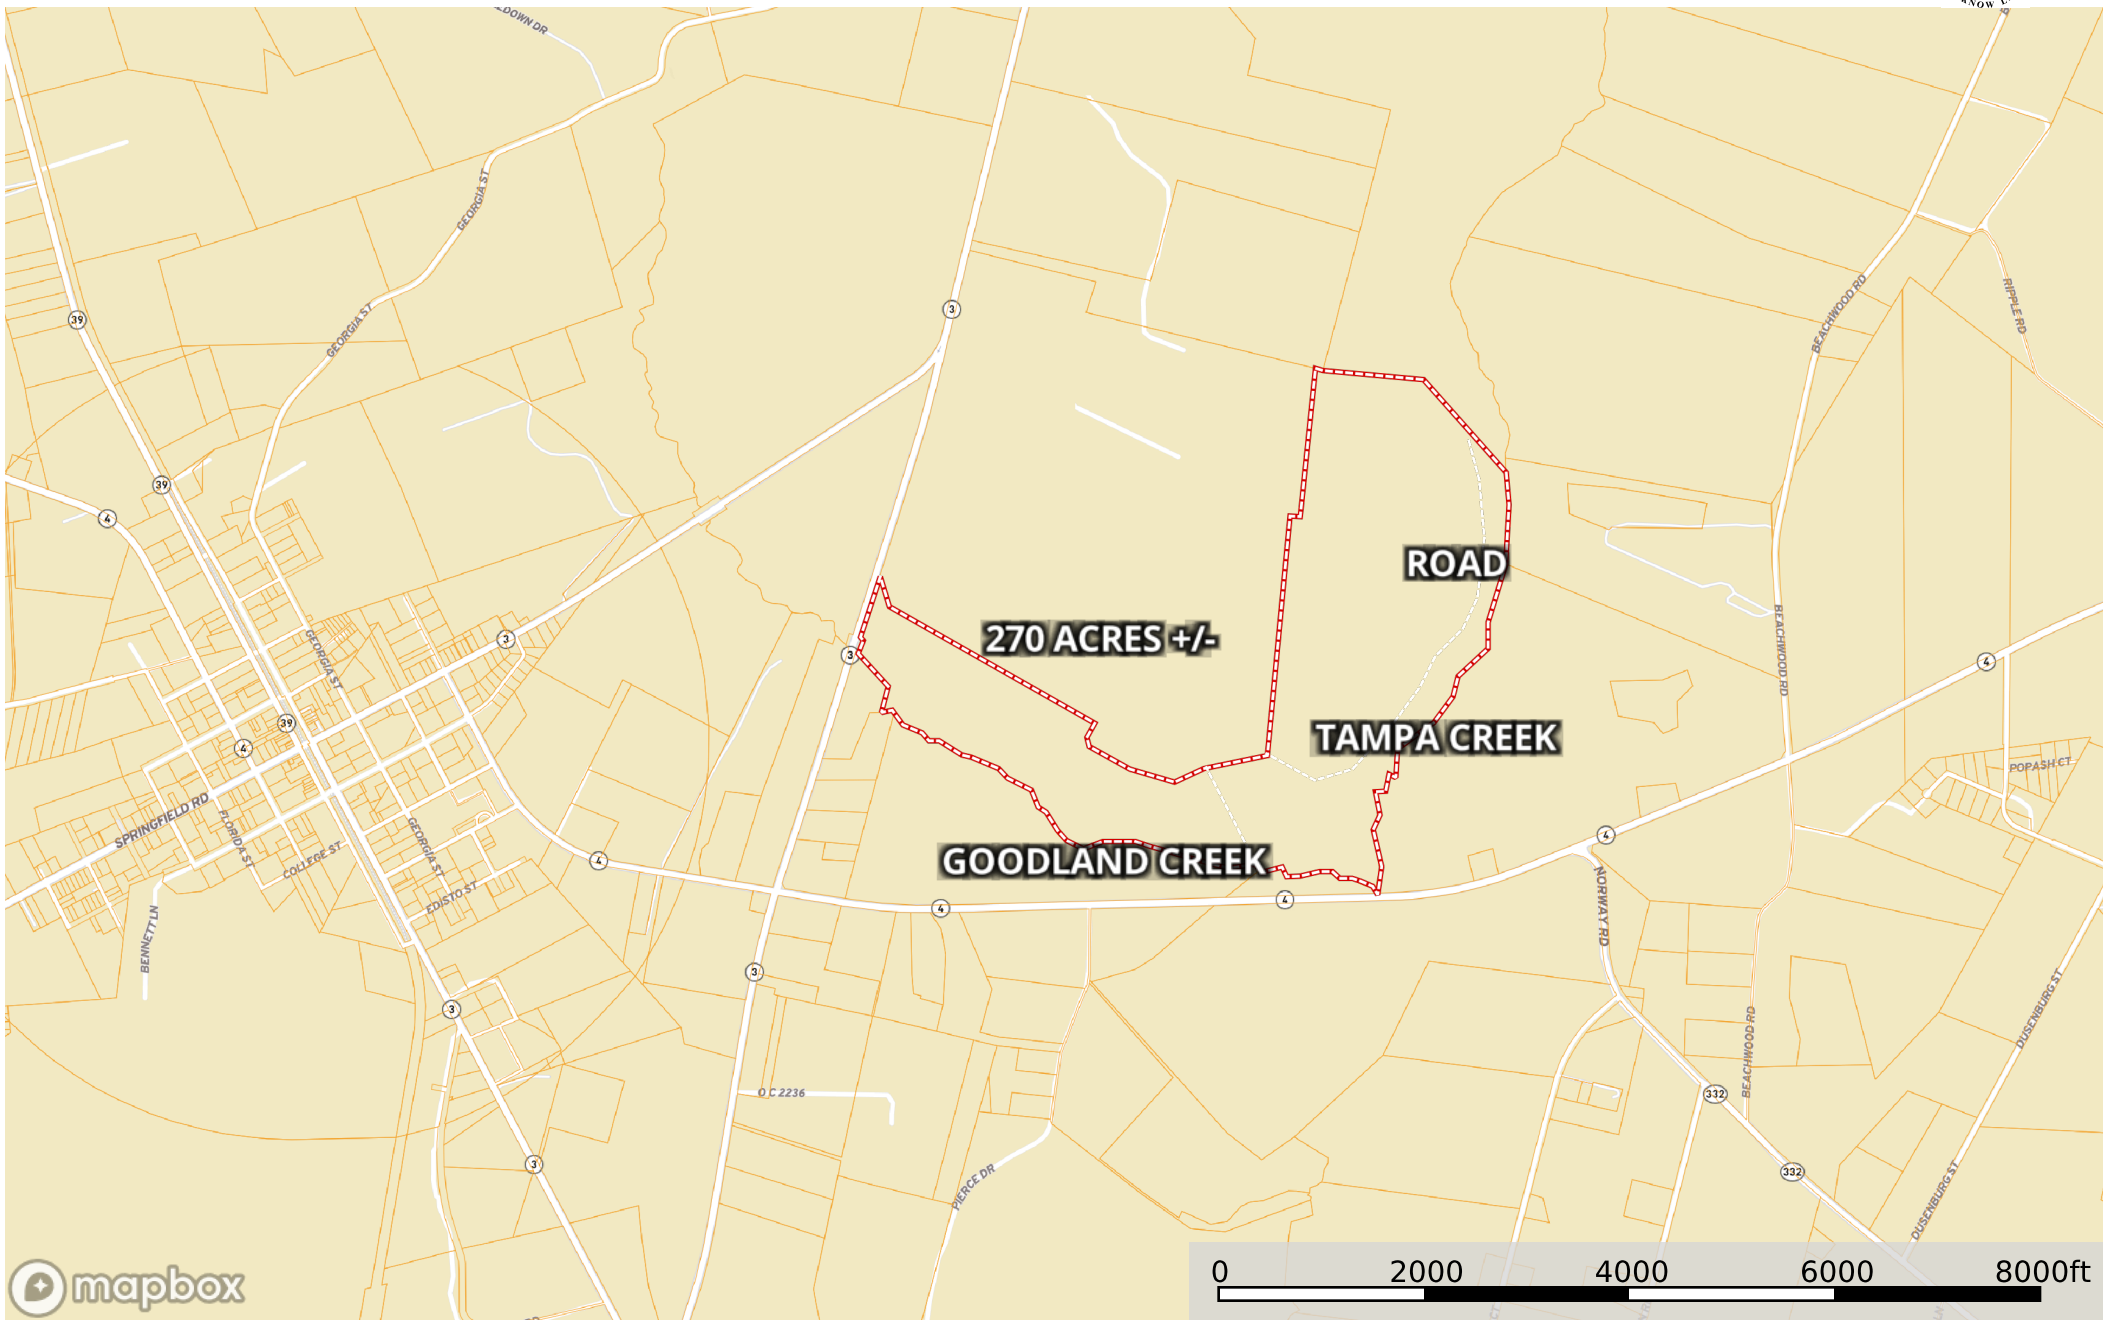 KNOW
39
GEORGIA ST
GEORGIA ST
3
BEACHWOOD RD
RIPPLE RD
39
4
ROAD
270 ACRES +/-
3
3
GEORGIA ST
BEACHWOOD RD
4
39
4
TAMPA CREEK
POPASH CT
SPRINGFIELD RD
FLORIDA ST
COLLEGE ST
GEORGIA ST
EDISTO ST
4
GOODLAND CREEK
4
4
4
NORWAY RD
BENNETT LN
3
3
BEACHWOOD RD
DUSENBURG ST
O C 2236
332
3
PIERCE DR
332
DUSENBURG ST
mapbox
0 2000 4000 6000 8000ft